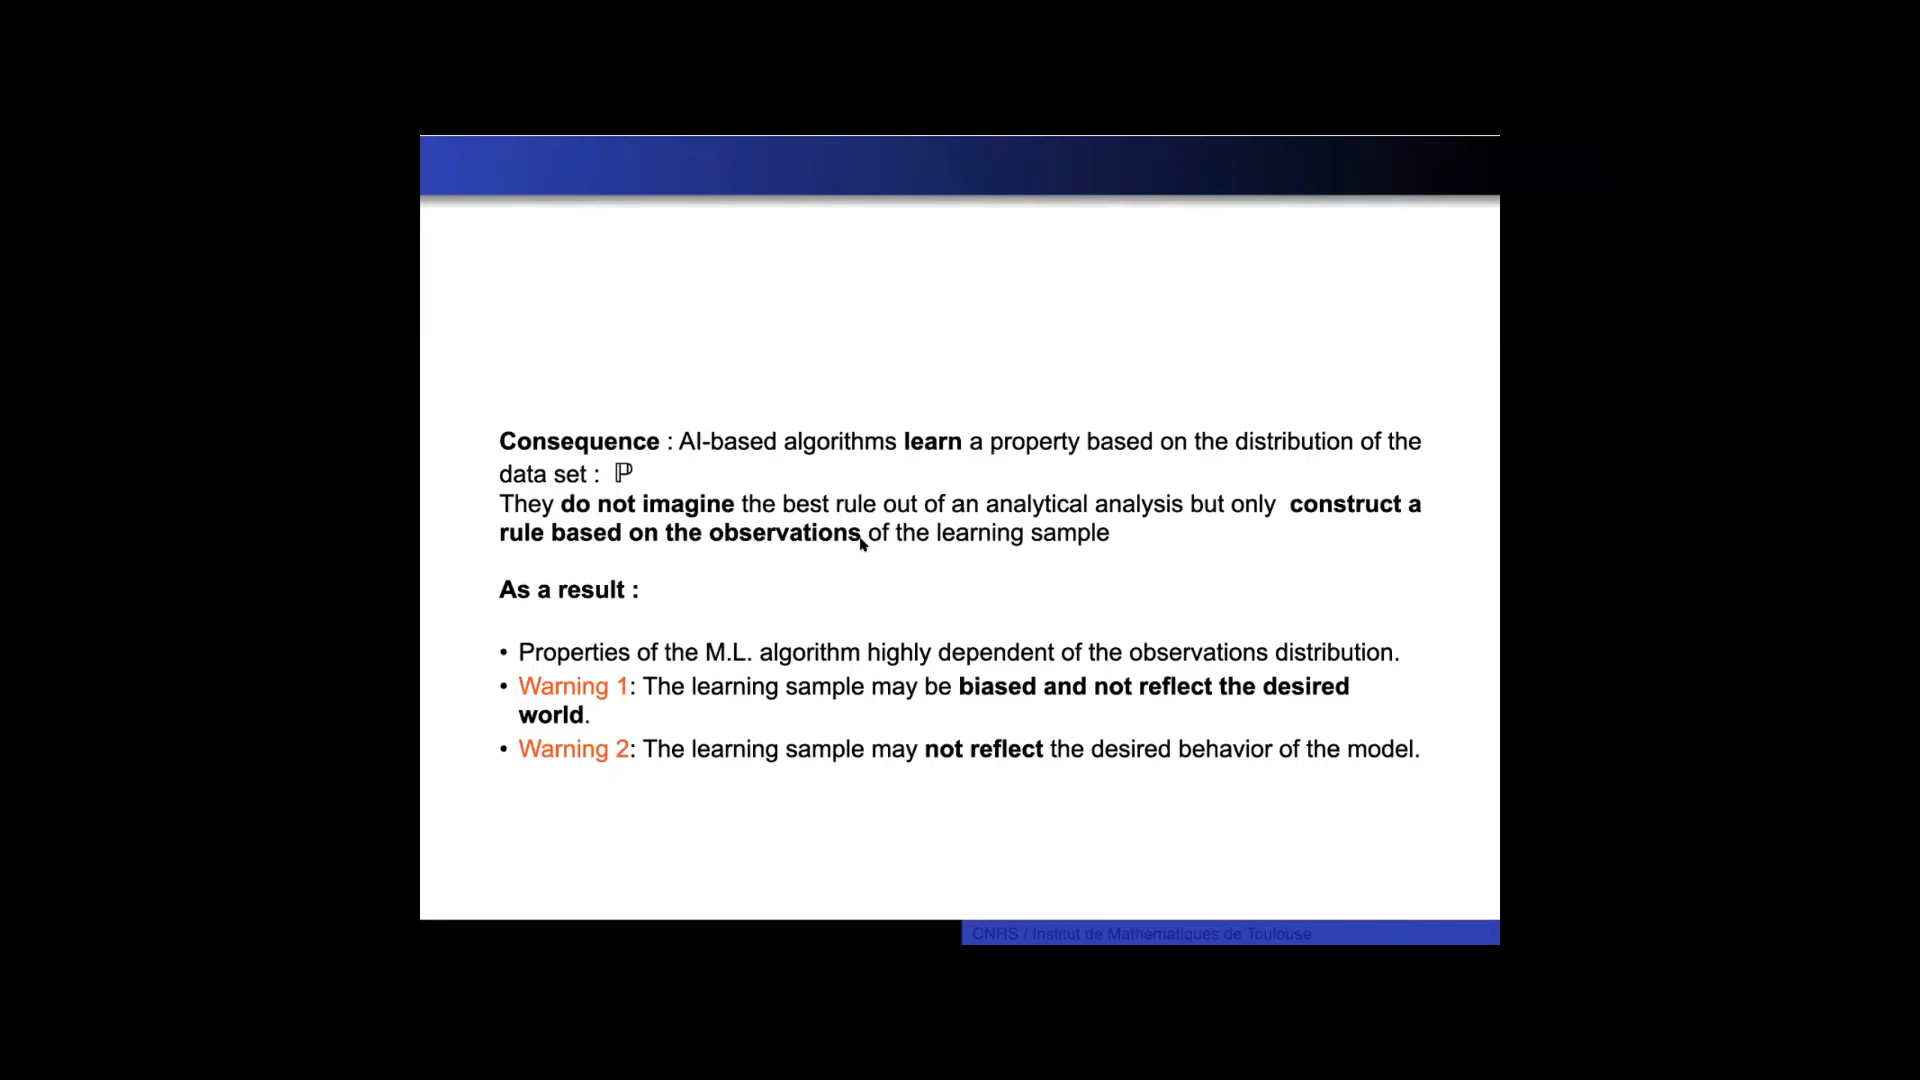 Consequence : AI-based algorithms learn a property based on the distribution of the
data set : ℙ
They do not imagine the best rule out of an analytical analysis but only construct a
rule based on the observations of the learning sample
As a result :
• Properties of the M.L. algorithm highly dependent of the observations distribution.
• Warning 1: The learning sample may be biased and not reflect the desired
world.
• Warning 2: The learning sample may not reflect the desired behavior of the model.
CNRS / Institut de Mathématiques de Toulouse